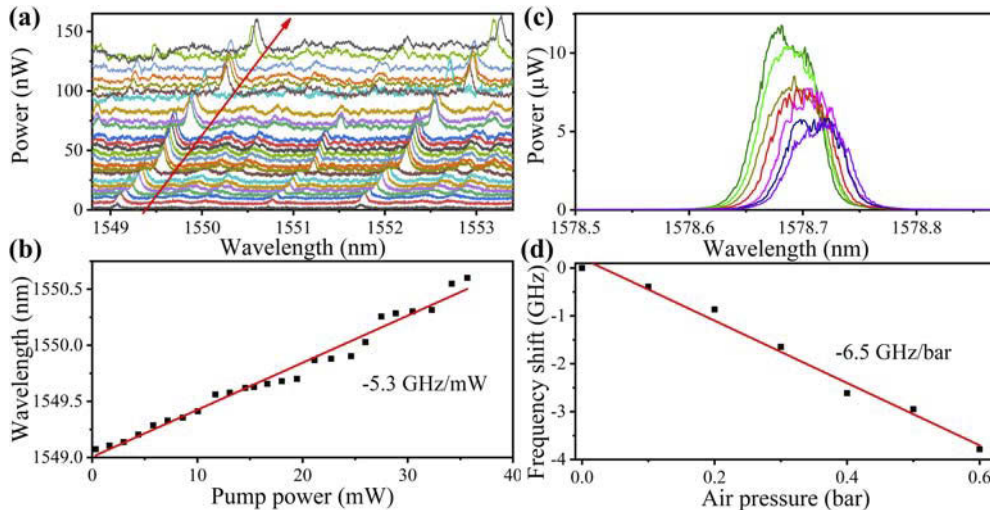 (a)
150
100
50
0
Power (nW)
1549
1550
1551
1552
1553
Wavelength (nm)
(c)
10
5
0
Power (μW)
1578.5
1578.6
1578.7
1578.8
Wavelength (nm)
(b)
1550.5
1550.0
1549.5
1549.0
Wavelength (nm)
-5.3 GHz/mW
0
10
20
30
40
Pump power (mW)
(d)
0
-1
-2
-3
-4
Frequency shift (GHz)
-6.5 GHz/bar
0.0
0.2
0.4
0.6
Air pressure (bar)